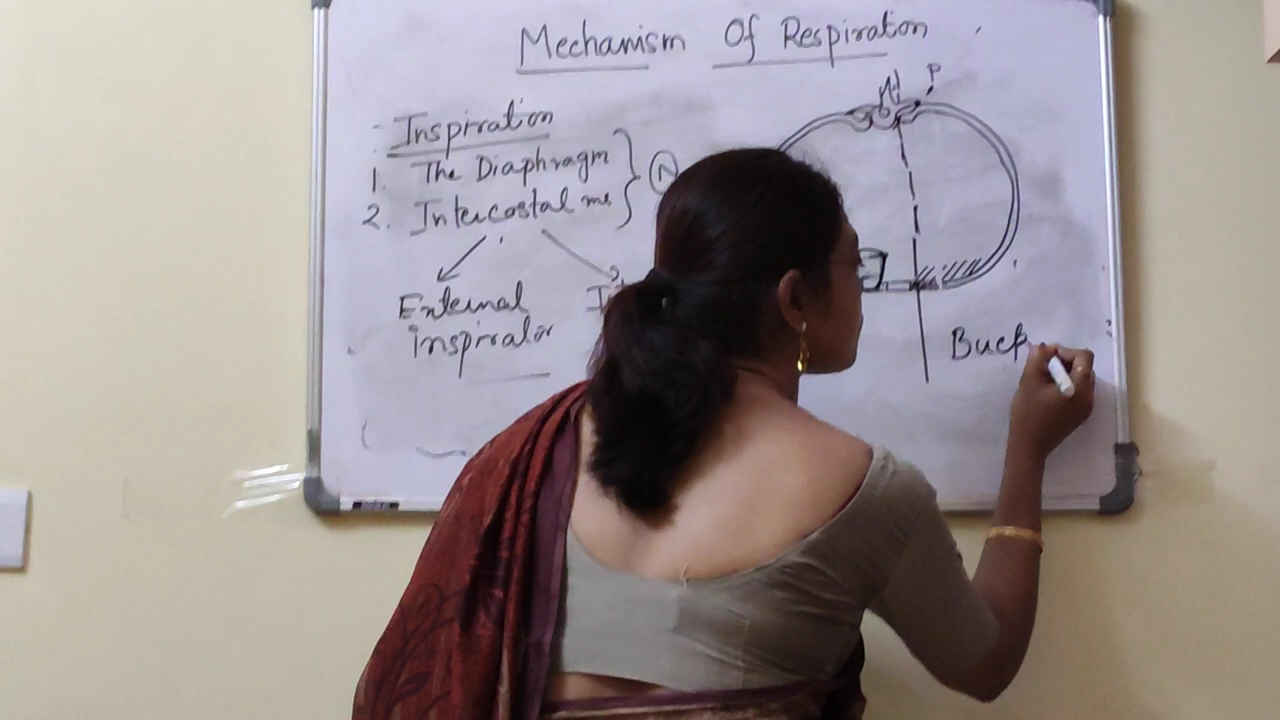 Mechanism Of Respiration
Inspiration
1. The Diaphragm
2. Intercostal ms
N
External
inspirator
P
Buck